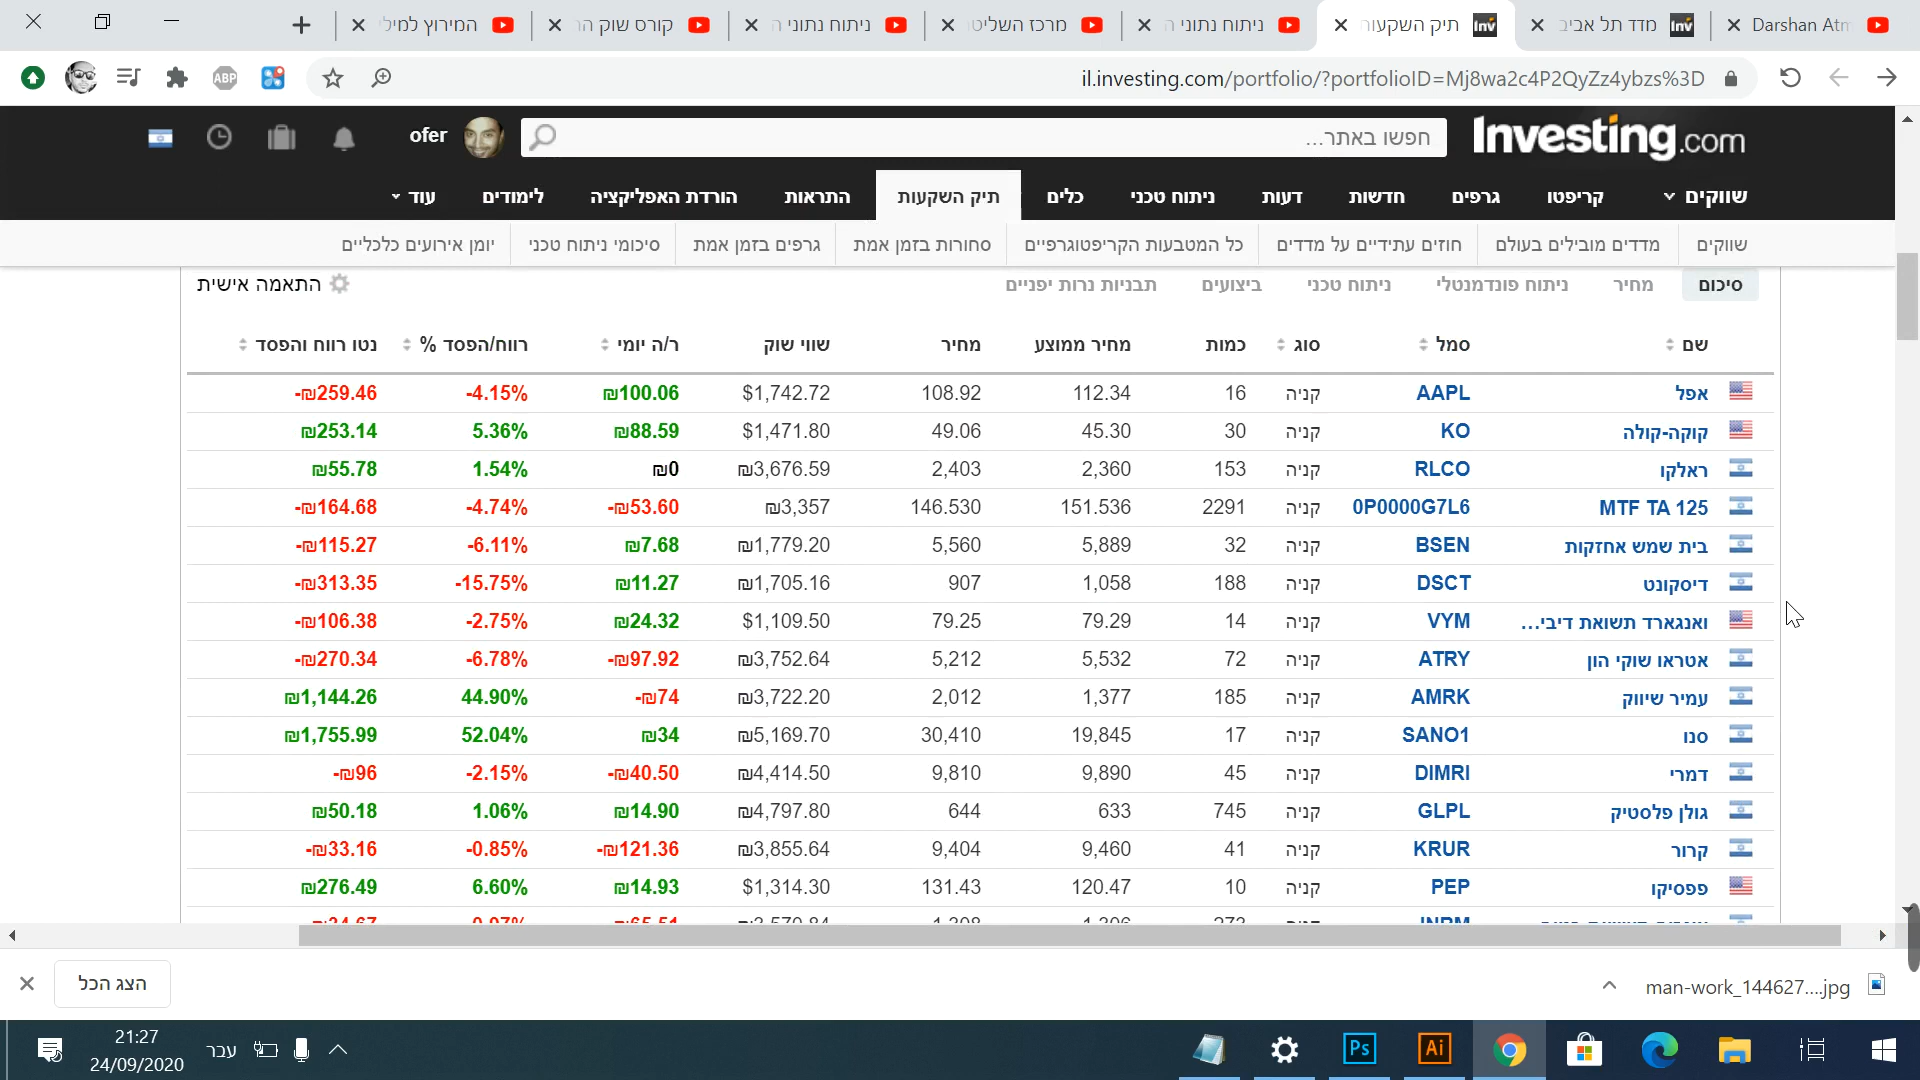 Darshan Atm
מדד תל אביב
תיק השקעות
ניתוח נתוני ה
מרכז השליטה
ניתוח נתוני ה
קורס שוק הה
המירוץ למילי
il.investing.com/portfolio/?portfolioID=Mj8wa2c4P2QyZz4ybzs%3D
ABP
Investing.com
חפשו באתר...
ofer
שווקים קריפטו גרפים חדשות דעות ניתוח טכני כלים תיק השקעות התראות הורדת האפליקציה לימודים עוד
שווקים מדדים מובילים בעולם חוזים עתידיים על מדדים כל המטבעות הקריפטוגרפיים סחורות בזמן אמת גרפים בזמן אמת סיכומי ניתוח טכני יומן אירועים כלכליים
סיכום מחיר ניתוח פונדמנטלי ניתוח טכני ביצועים תבניות נרות יפניים התאמה אישית
שם סמל סוג כמות מחיר ממוצע מחיר שווי שוק ר/ה יומי רווח/הפסד % נטו רווח והפסד
אפל AAPL קניה 16 112.34 108.92 $1,742.72 ₪100.06 -4.15% -₪259.46
קוקה-קולה KO קניה 30 45.30 49.06 $1,471.80 ₪88.59 5.36% ₪253.14
ראלקו RLCO קניה 153 2,360 2,403 ₪3,676.59 ₪0 1.54% ₪55.78
MTF TA 125 0P0000G7L6 קניה 2291 151.536 146.530 ₪3,357 -₪53.60 -4.74% -₪164.68
בית שמש אחזקות BSEN קניה 32 5,889 5,560 ₪1,779.20 ₪7.68 -6.11% -₪115.27
דיסקונט DSCT קניה 188 1,058 907 ₪1,705.16 ₪11.27 -15.75% -₪313.35
ואנגארד תשואת דיבי... VYM קניה 14 79.29 79.25 $1,109.50 ₪24.32 -2.75% -₪106.38
אטראו שוקי הון ATRY קניה 72 5,532 5,212 ₪3,752.64 -₪97.92 -6.78% -₪270.34
עמיר שיווק AMRK קניה 185 1,377 2,012 ₪3,722.20 -₪74 44.90% ₪1,144.26
סנו SANO1 קניה 17 19,845 30,410 ₪5,169.70 ₪34 52.04% ₪1,755.99
דמרי DIMRI קניה 45 9,890 9,810 ₪4,414.50 -₪40.50 -2.15% -₪96
גולן פלסטיק GLPL קניה 745 633 644 ₪4,797.80 ₪14.90 1.06% ₪50.18
קרור KRUR קניה 41 9,460 9,404 ₪3,855.64 -₪121.36 -0.85% -₪33.16
פפסיקו PEP קניה 10 120.47 131.43 $1,314.30 ₪14.93 6.60% ₪276.49
man-work_144627....jpg
הצג הכל
Ps
Ai
עבר
21:27
24/09/2020